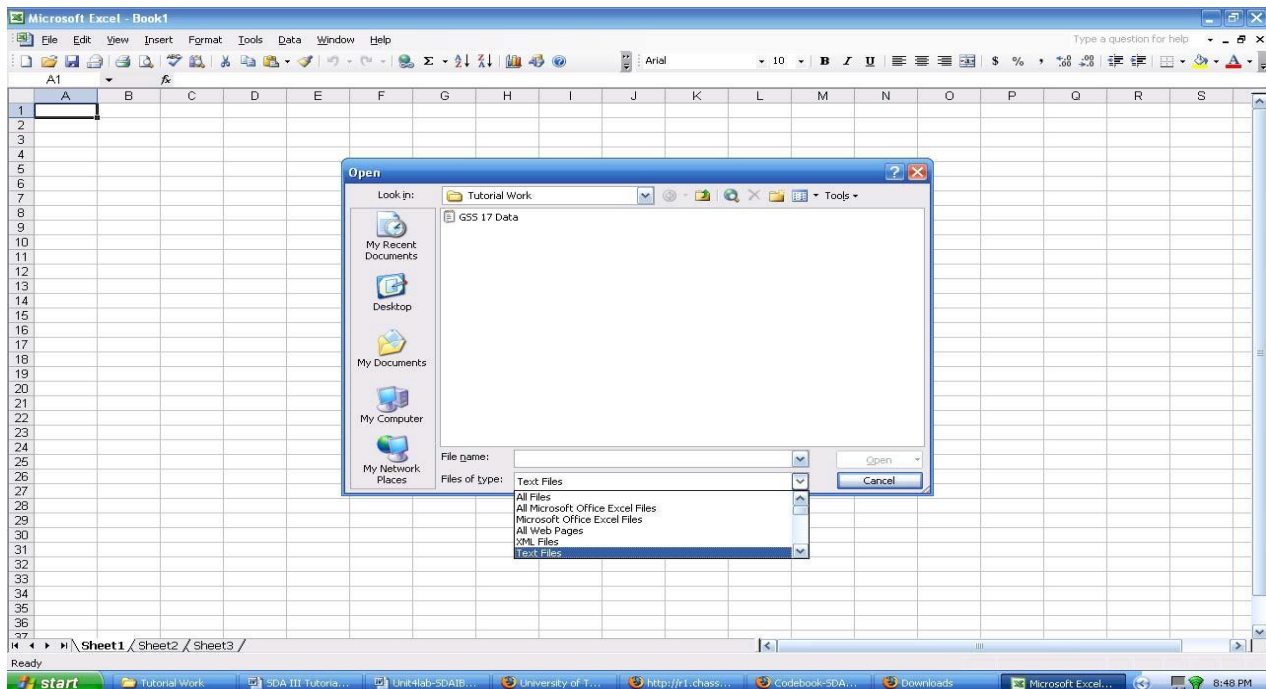 Microsoft Excel - Book1
File Edit View Insert Format Tools Data Window Help Type a question for help
Arial 10 B I U $ % ,
A1 fx
A B C D E F G H I J K L M N O P Q R S
1
2
3
4
5
6
7
8
9
10
11
12
13
14
15
16
17
18
19
20
21
22
23
24
25
26
27
28
29
30
31
32
33
34
35
36
37
Open
Look in: Tutorial Work Tools
GSS 17 Data
My Recent Documents
Desktop
My Documents
My Computer
My Network Places
File name: Open
Files of type: Text Files Cancel
All Files
All Microsoft Office Excel Files
Microsoft Office Excel Files
All Web Pages
XML Files
Text Files
Sheet1 / Sheet2 / Sheet3 /
Ready
start Tutorial Work SDA III Tutoria... Unit4lab-SDAIB... University of T... http://r1.chass... Codebook-SDA... Downloads Microsoft Excel... 8:48 PM